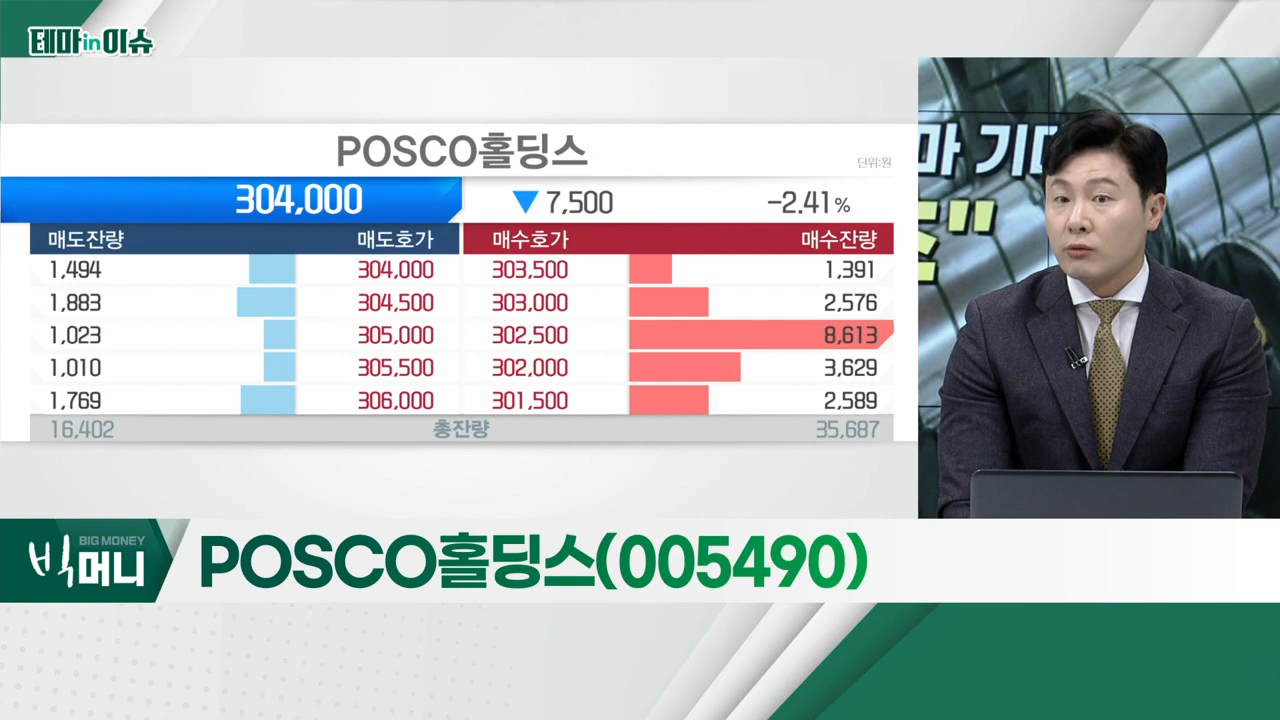 테마in이슈
POSCO홀딩스
단위:원
304,000 ▼ 7,500 -2.41%
매도잔량 매도호가 매수호가 매수잔량
1,494 304,000 303,500 1,391
1,883 304,500 303,000 2,576
1,023 305,000 302,500 8,613
1,010 305,500 302,000 3,629
1,769 306,000 301,500 2,589
16,402 총잔량 35,687
BIG MONEY
빅머니
POSCO홀딩스(005490)